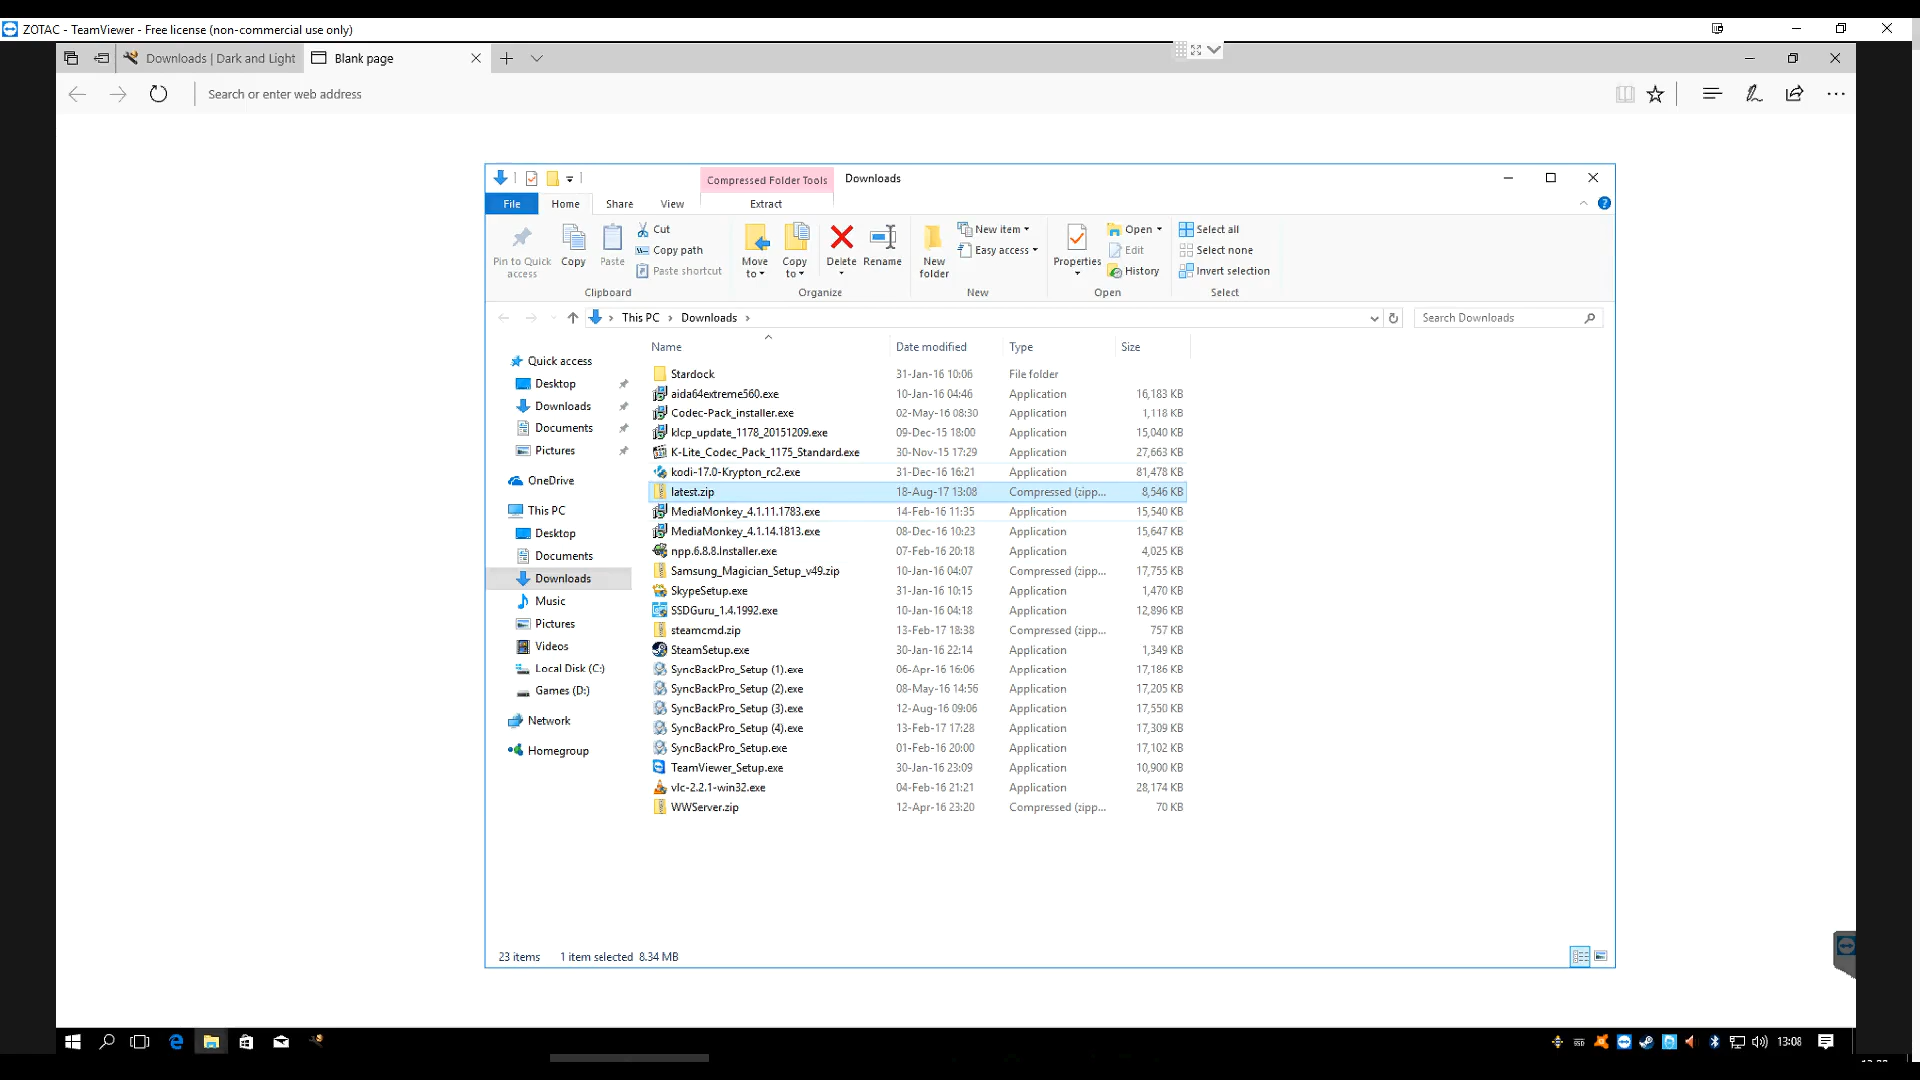 ZOTAC - TeamViewer - Free license (non-commercial use only)
Downloads | Dark and Light
Blank page
Search or enter web address
Compressed Folder Tools
Downloads
File
Home
Share
View
Extract
Pin to Quick access
Copy
Paste
Cut
Copy path
Paste shortcut
Clipboard
Move to
Copy to
Delete
Rename
Organize
New folder
New item
Easy access
New
Properties
Open
Edit
History
Open
Select all
Select none
Invert selection
Select
This PC
Downloads
Search Downloads
Name Date modified Type Size
Quick access
Desktop
Downloads
Documents
Pictures
OneDrive
This PC
Desktop
Documents
Downloads
Music
Pictures
Videos
Local Disk (C:)
Games (D:)
Network
Homegroup
Stardock 31-Jan-16 10:06 File folder
aida64extreme560.exe 10-Jan-16 04:46 Application 16,183 KB
Codec-Pack_installer.exe 02-May-16 08:30 Application 1,118 KB
klcp_update_1178_20151209.exe 09-Dec-15 18:00 Application 15,040 KB
K-Lite_Codec_Pack_1175_Standard.exe 30-Nov-15 17:29 Application 27,663 KB
kodi-17.0-Krypton_rc2.exe 31-Dec-16 16:21 Application 81,478 KB
latest.zip 18-Aug-17 13:08 Compressed (zipp... 8,546 KB
MediaMonkey_4.1.11.1783.exe 14-Feb-16 11:35 Application 15,540 KB
MediaMonkey_4.1.14.1813.exe 08-Dec-16 10:23 Application 15,647 KB
npp.6.8.8.Installer.exe 07-Feb-16 20:18 Application 4,025 KB
Samsung_Magician_Setup_v49.zip 10-Jan-16 04:07 Compressed (zipp... 17,755 KB
SkypeSetup.exe 31-Jan-16 10:15 Application 1,470 KB
SSDGuru_1.4.1992.exe 10-Jan-16 04:18 Application 12,896 KB
steamcmd.zip 13-Feb-17 18:38 Compressed (zipp... 757 KB
SteamSetup.exe 30-Jan-16 22:14 Application 1,349 KB
SyncBackPro_Setup (1).exe 06-Apr-16 16:06 Application 17,186 KB
SyncBackPro_Setup (2).exe 08-May-16 14:56 Application 17,205 KB
SyncBackPro_Setup (3).exe 12-Aug-16 09:06 Application 17,550 KB
SyncBackPro_Setup (4).exe 13-Feb-17 17:28 Application 17,309 KB
SyncBackPro_Setup.exe 01-Feb-16 20:00 Application 17,102 KB
TeamViewer_Setup.exe 30-Jan-16 23:09 Application 10,900 KB
vlc-2.2.1-win32.exe 04-Feb-16 21:21 Application 28,174 KB
WWServer.zip 12-Apr-16 23:20 Compressed (zipp... 70 KB
23 items 1 item selected 8.34 MB
13:08